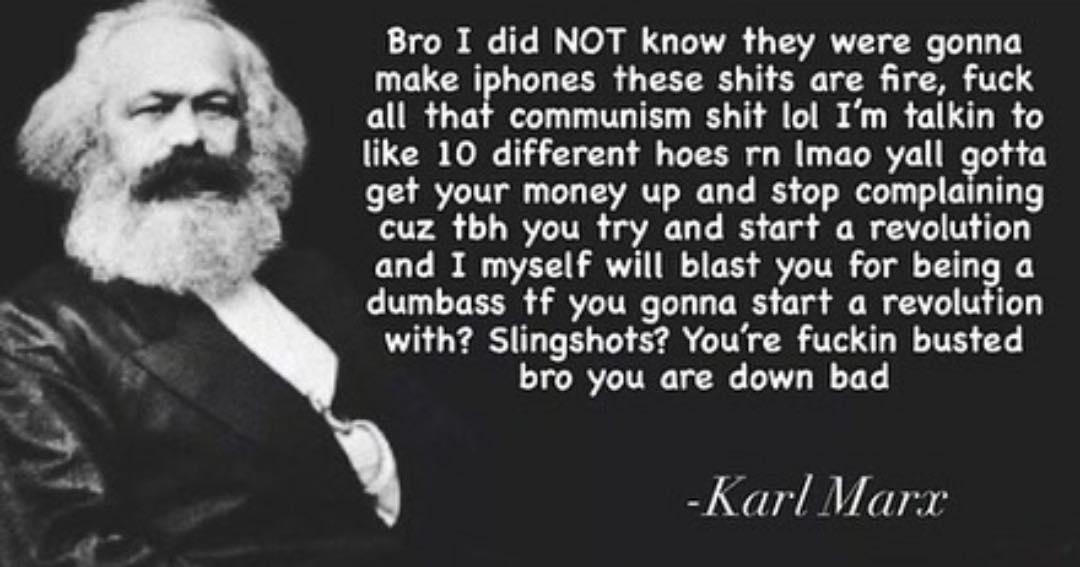 Bro I did NOT know they were gonna
make iphones these shits are fire, fuck
all that communism shit lol I'm talkin to
like 10 different hoes rn lmao yall gotta
get your money up and stop complaining
cuz tbh you try and start a revolution
and I myself will blast you for being a
dumbass tf you gonna start a revolution
with? Slingshots? You're fuckin busted
bro you are down bad
-Karl Marx